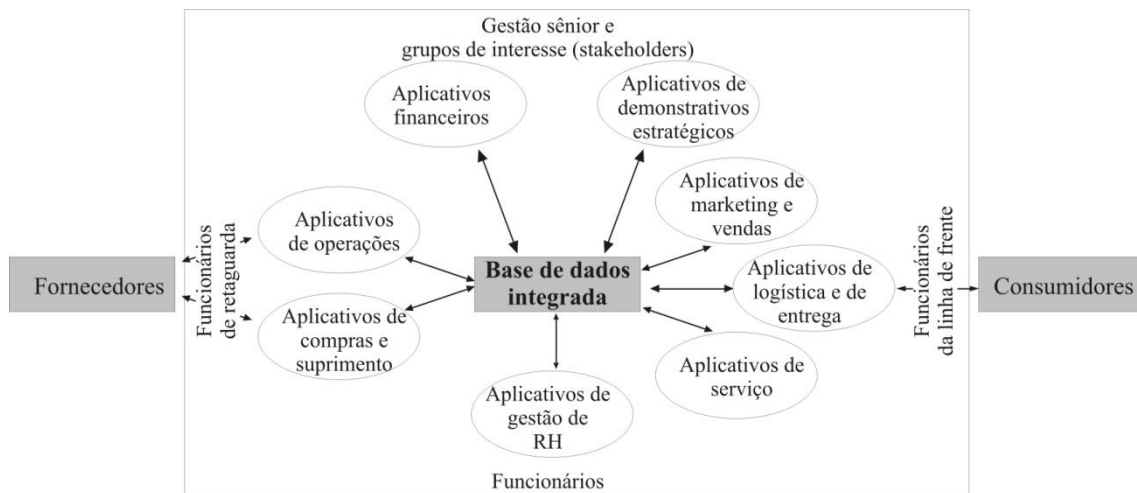 Gestão sênior e
grupos de interesse (stakeholders)
Aplicativos
financeiros
Aplicativos de
demonstrativos
estratégicos
Aplicativos de
marketing e
vendas
Aplicativos
de operações
Funcionários
de retaguarda
Fornecedores
Base de dados
integrada
Aplicativos de
logística e de
entrega
Funcionários
da linha de frente
Consumidores
Aplicativos de
compras e
suprimento
Aplicativos de
serviço
Aplicativos de
gestão de
RH
Funcionários